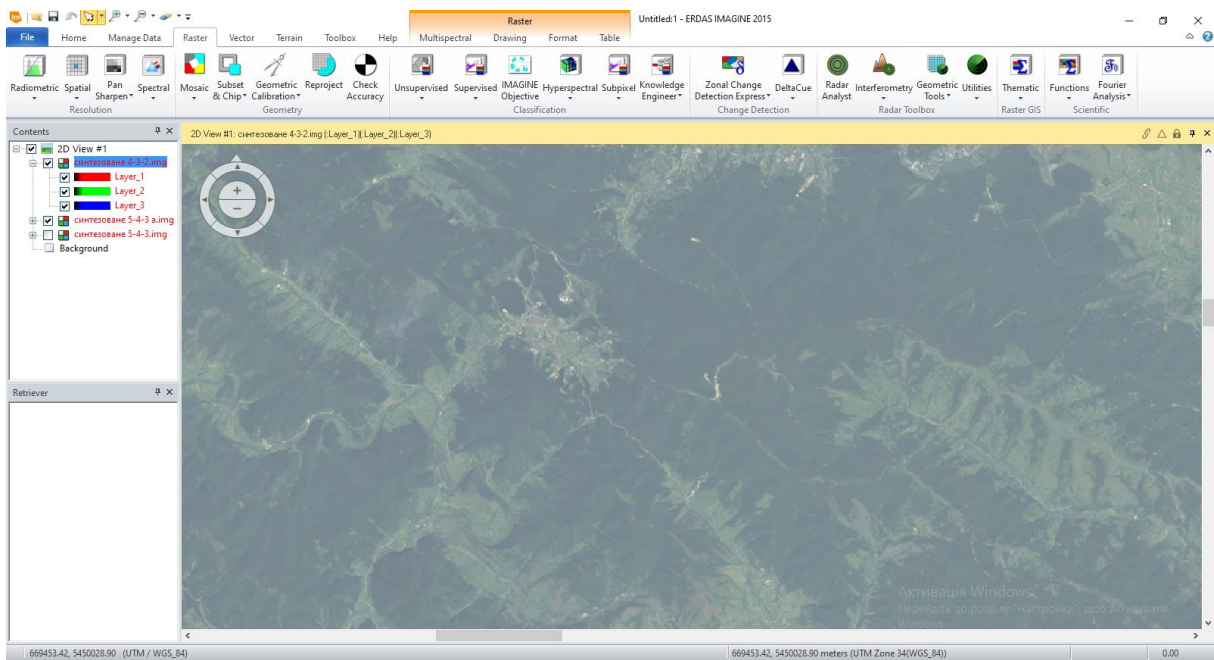 Raster
Untitled:1 - ERDAS IMAGINE 2015
File Home Manage Data Raster Vector Terrain Toolbox Help Multispectral Drawing Format Table
Radiometric Spatial Pan Sharpen Spectral Mosaic Subset & Chip Geometric Calibration Reproject Check Accuracy Unsupervised Supervised IMAGINE Objective Hyperspectral Subpixel Knowledge Engineer Zonal Change Detection Express DeltaCue Radar Analyst Interferometry Geometric Tools Utilities Thematic Functions Fourier Analysis
Resolution Geometry Classification Change Detection Radar Toolbox Raster GIS Scientific
Contents
2D View #1: синтезоване 4-3-2.img (:Layer_1)(:Layer_2)(:Layer_3)
2D View #1
синтезоване 4-3-2.img
Layer_1
Layer_2
Layer_3
синтезоване 5-4-3 a.img
синтезоване 5-4-3.img
Background
Retriever
Активація Windows
Перейдіть до розділу "Настройки", щоб активувати
Windows.
669453.42, 5450028.90 (UTM / WGS_84)
669453.42, 5450028.90 meters (UTM Zone 34(WGS_84))
0.00